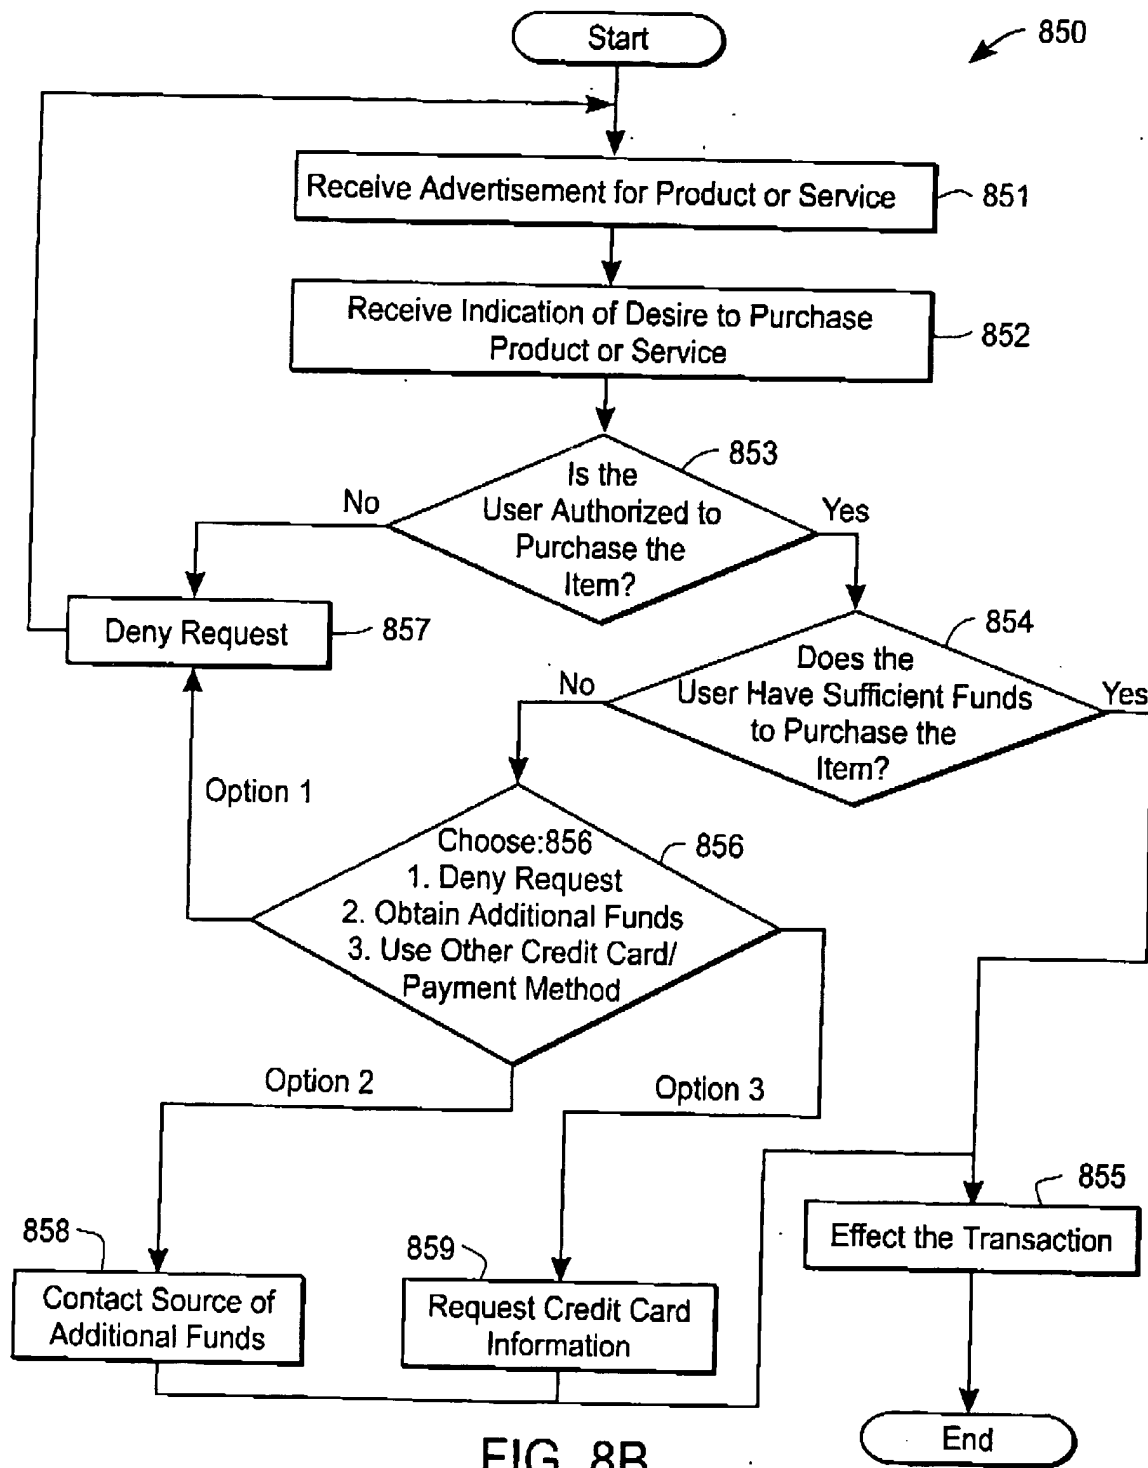 Start
850
Receive Advertisement for Product or Service
851
Receive Indication of Desire to Purchase
Product or Service
852
853
Is the
User Authorized to
Purchase the
Item?
No
Yes
Deny Request
857
854
Does the
User Have Sufficient Funds
to Purchase the
Item?
No
Yes
Option 1
Choose:856
1. Deny Request
2. Obtain Additional Funds
3. Use Other Credit Card/
Payment Method
856
Option 2
Option 3
858
Contact Source of
Additional Funds
859
Request Credit Card
Information
855
Effect the Transaction
End
FIG. 8B